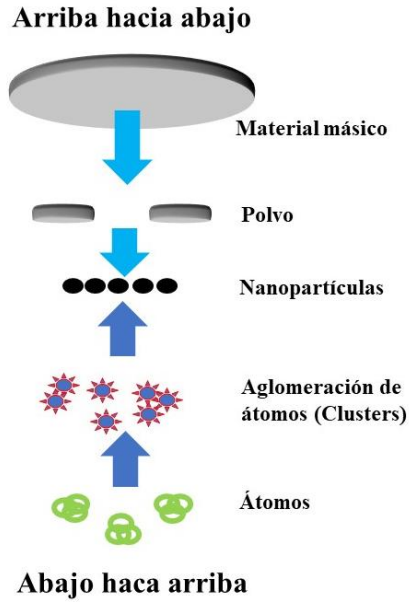 Arriba hacia abajo
Material másico
Polvo
Nanopartículas
Aglomeración de
átomos (Clusters)
Átomos
Abajo haca arriba